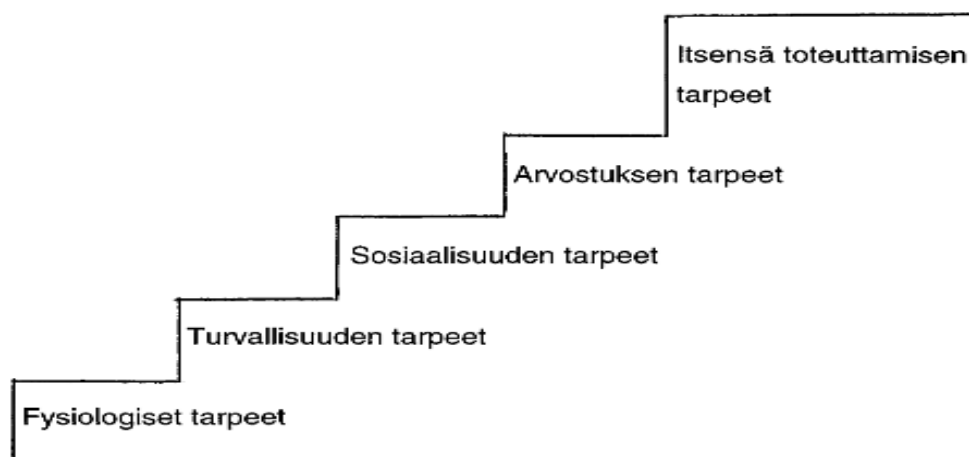 Itsensä toteuttamisen
tarpeet
Arvostuksen tarpeet
Sosiaalisuuden tarpeet
Turvallisuuden tarpeet
Fysiologiset tarpeet